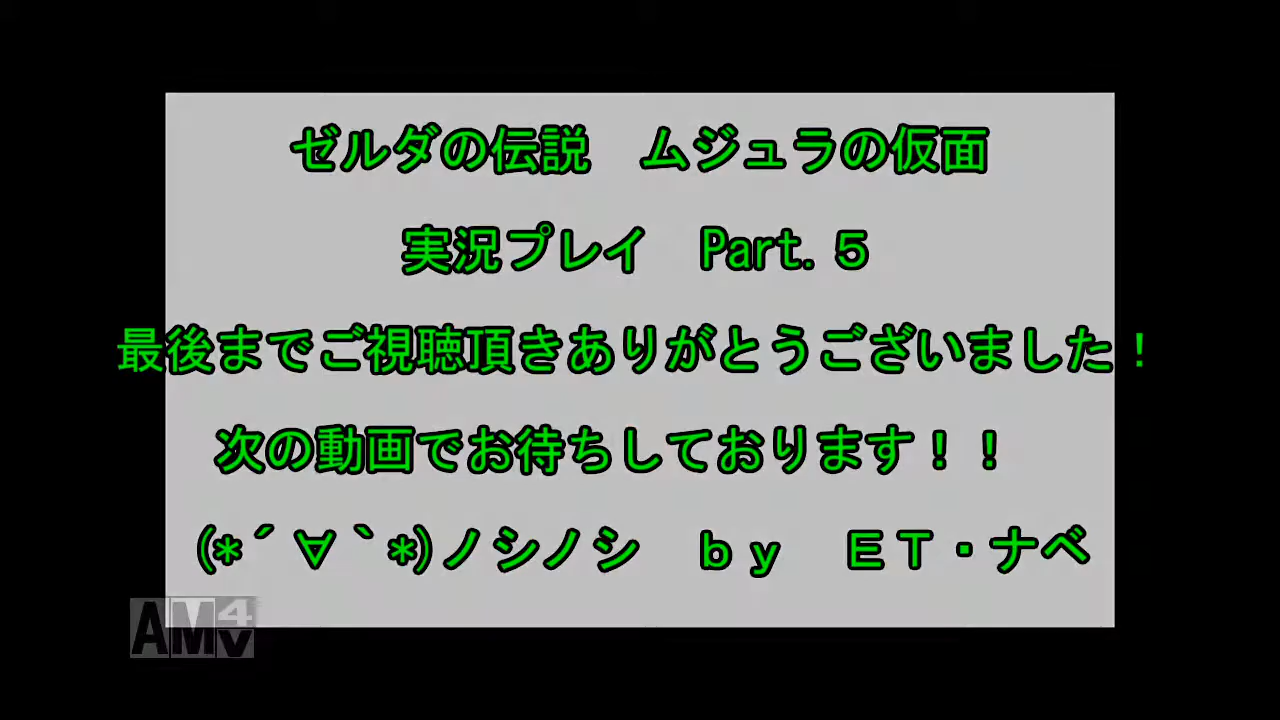 ゼルダの伝説　ムジュラの仮面
実況プレイ　Part.５
最後までご視聴頂きありがとうございました！
次の動画でお待ちしております！！
(*´∀｀*)ノシノシ　ｂｙ　ＥＴ・ナベ
AMV4